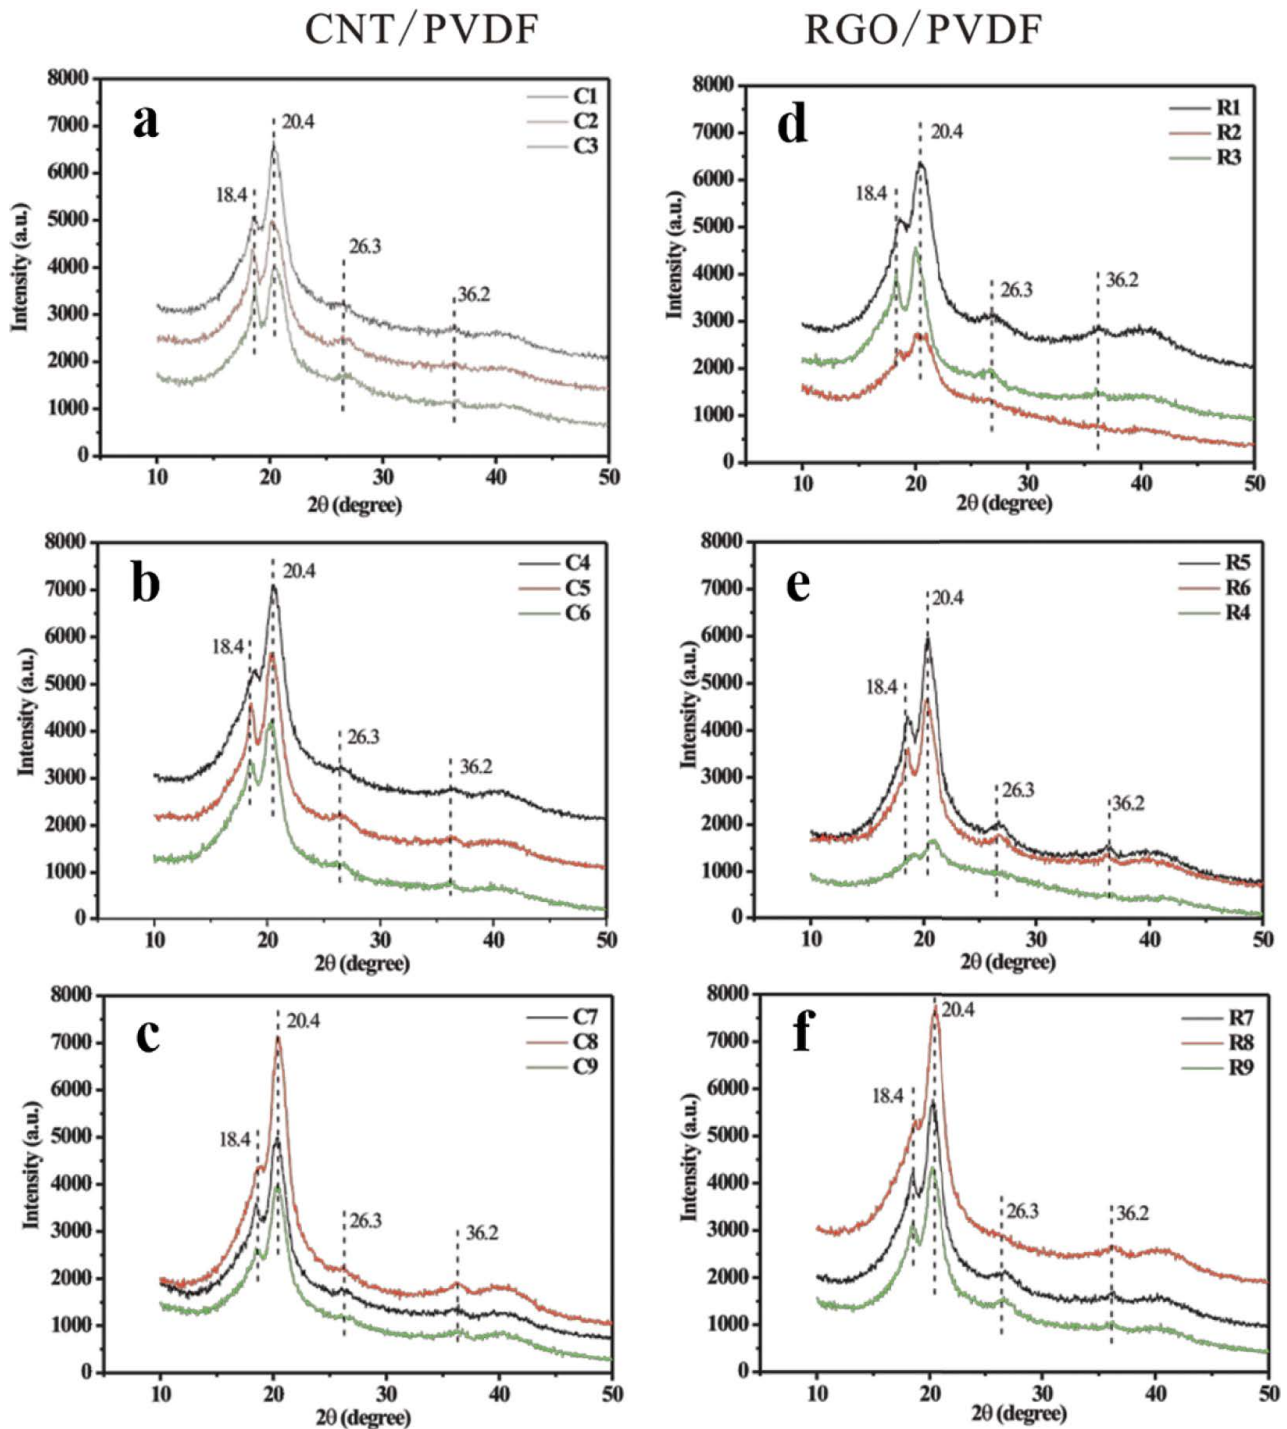 CNT/PVDF
RGO/PVDF
a
C1
C2
C3
20.4
18.4
26.3
36.2
8000
7000
6000
5000
4000
3000
2000
1000
0
Intensity (a.u.)
10 20 30 40 50
2θ (degree)
d
R1
R2
R3
20.4
18.4
26.3
36.2
8000
7000
6000
5000
4000
3000
2000
1000
0
Intensity (a.u.)
10 20 30 40 50
2θ (degree)
b
C4
C5
C6
20.4
18.4
26.3
36.2
8000
7000
6000
5000
4000
3000
2000
1000
0
Intensity (a.u.)
10 20 30 40 50
2θ (degree)
e
R5
R6
R4
20.4
18.4
26.3
36.2
8000
7000
6000
5000
4000
3000
2000
1000
0
Intensity (a.u.)
10 20 30 40 50
2θ (degree)
c
C7
C8
C9
20.4
18.4
26.3
36.2
8000
7000
6000
5000
4000
3000
2000
1000
0
Intensity (a.u.)
10 20 30 40 50
2θ (degree)
f
R7
R8
R9
20.4
18.4
26.3
36.2
8000
7000
6000
5000
4000
3000
2000
1000
0
Intensity (a.u.)
10 20 30 40 50
2θ (degree)